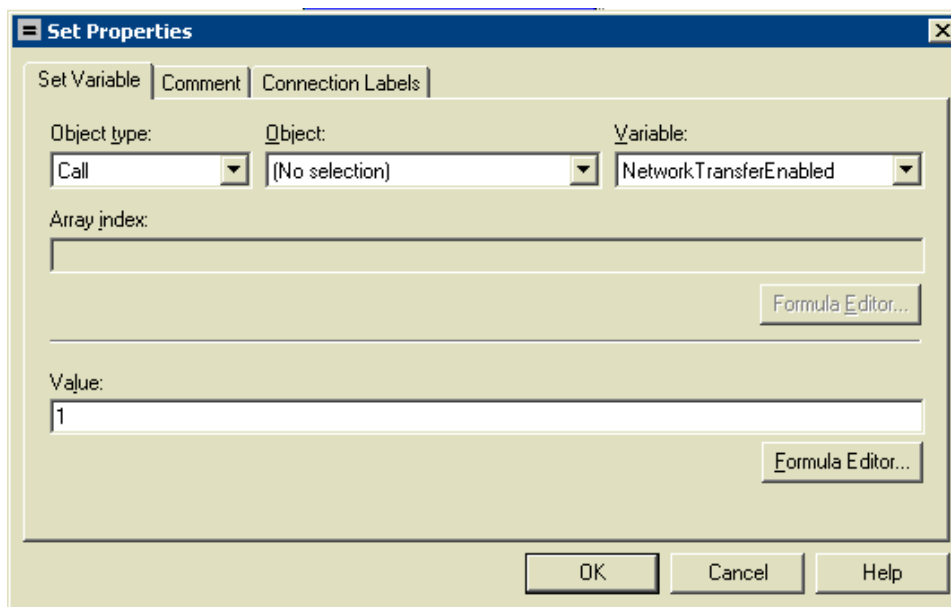 Set Properties
Set Variable Comment Connection Labels
Object type: Object: Variable:
Call (No selection) NetworkTransferEnabled
Array index:
Formula Editor...
Value:
1
Formula Editor...
OK Cancel Help